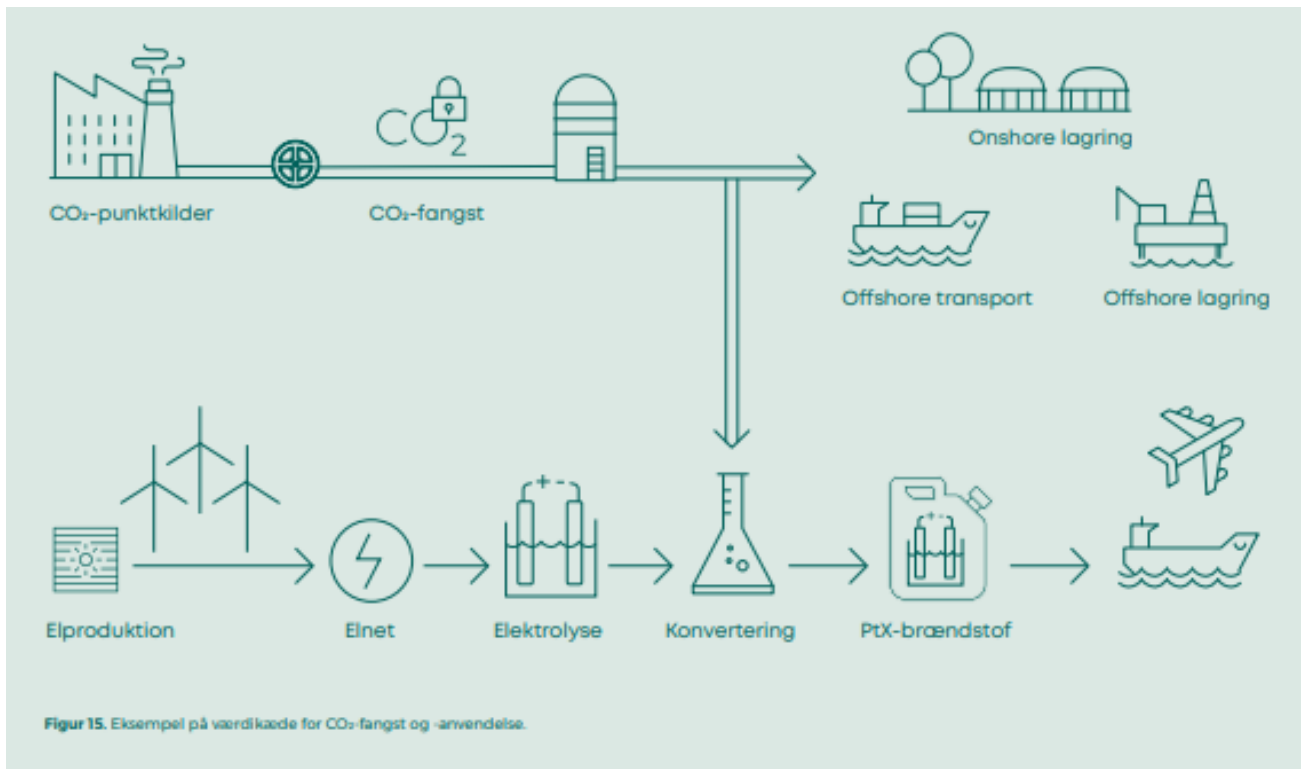 CO₂
Onshore lagring
CO₂-punktkilder
CO₂-fangst
Offshore transport
Offshore lagring
Elproduktion
Elnet
Elektrolyse
Konvertering
PtX-brændstof
Figur 15. Eksempel på værdikæde for CO₂-fangst og -anvendelse.